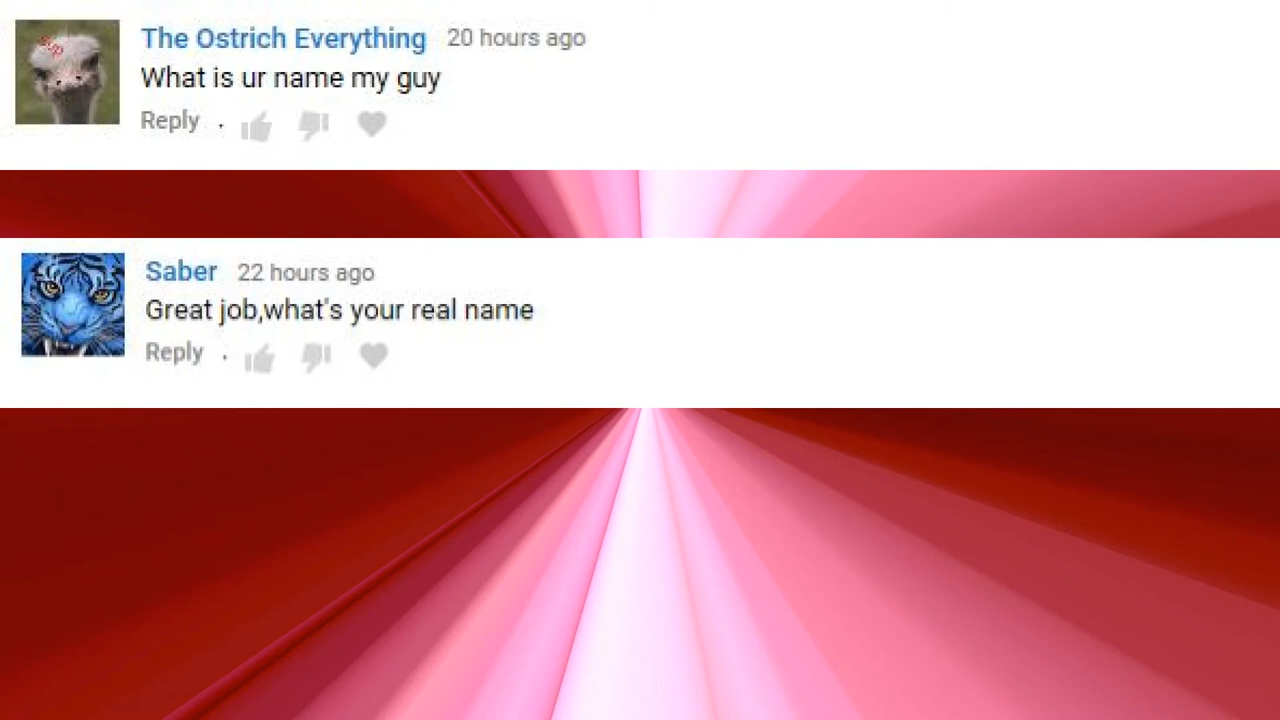 The Ostrich Everything 20 hours ago
What is ur name my guy
Reply .
Saber 22 hours ago
Great job,what's your real name
Reply .